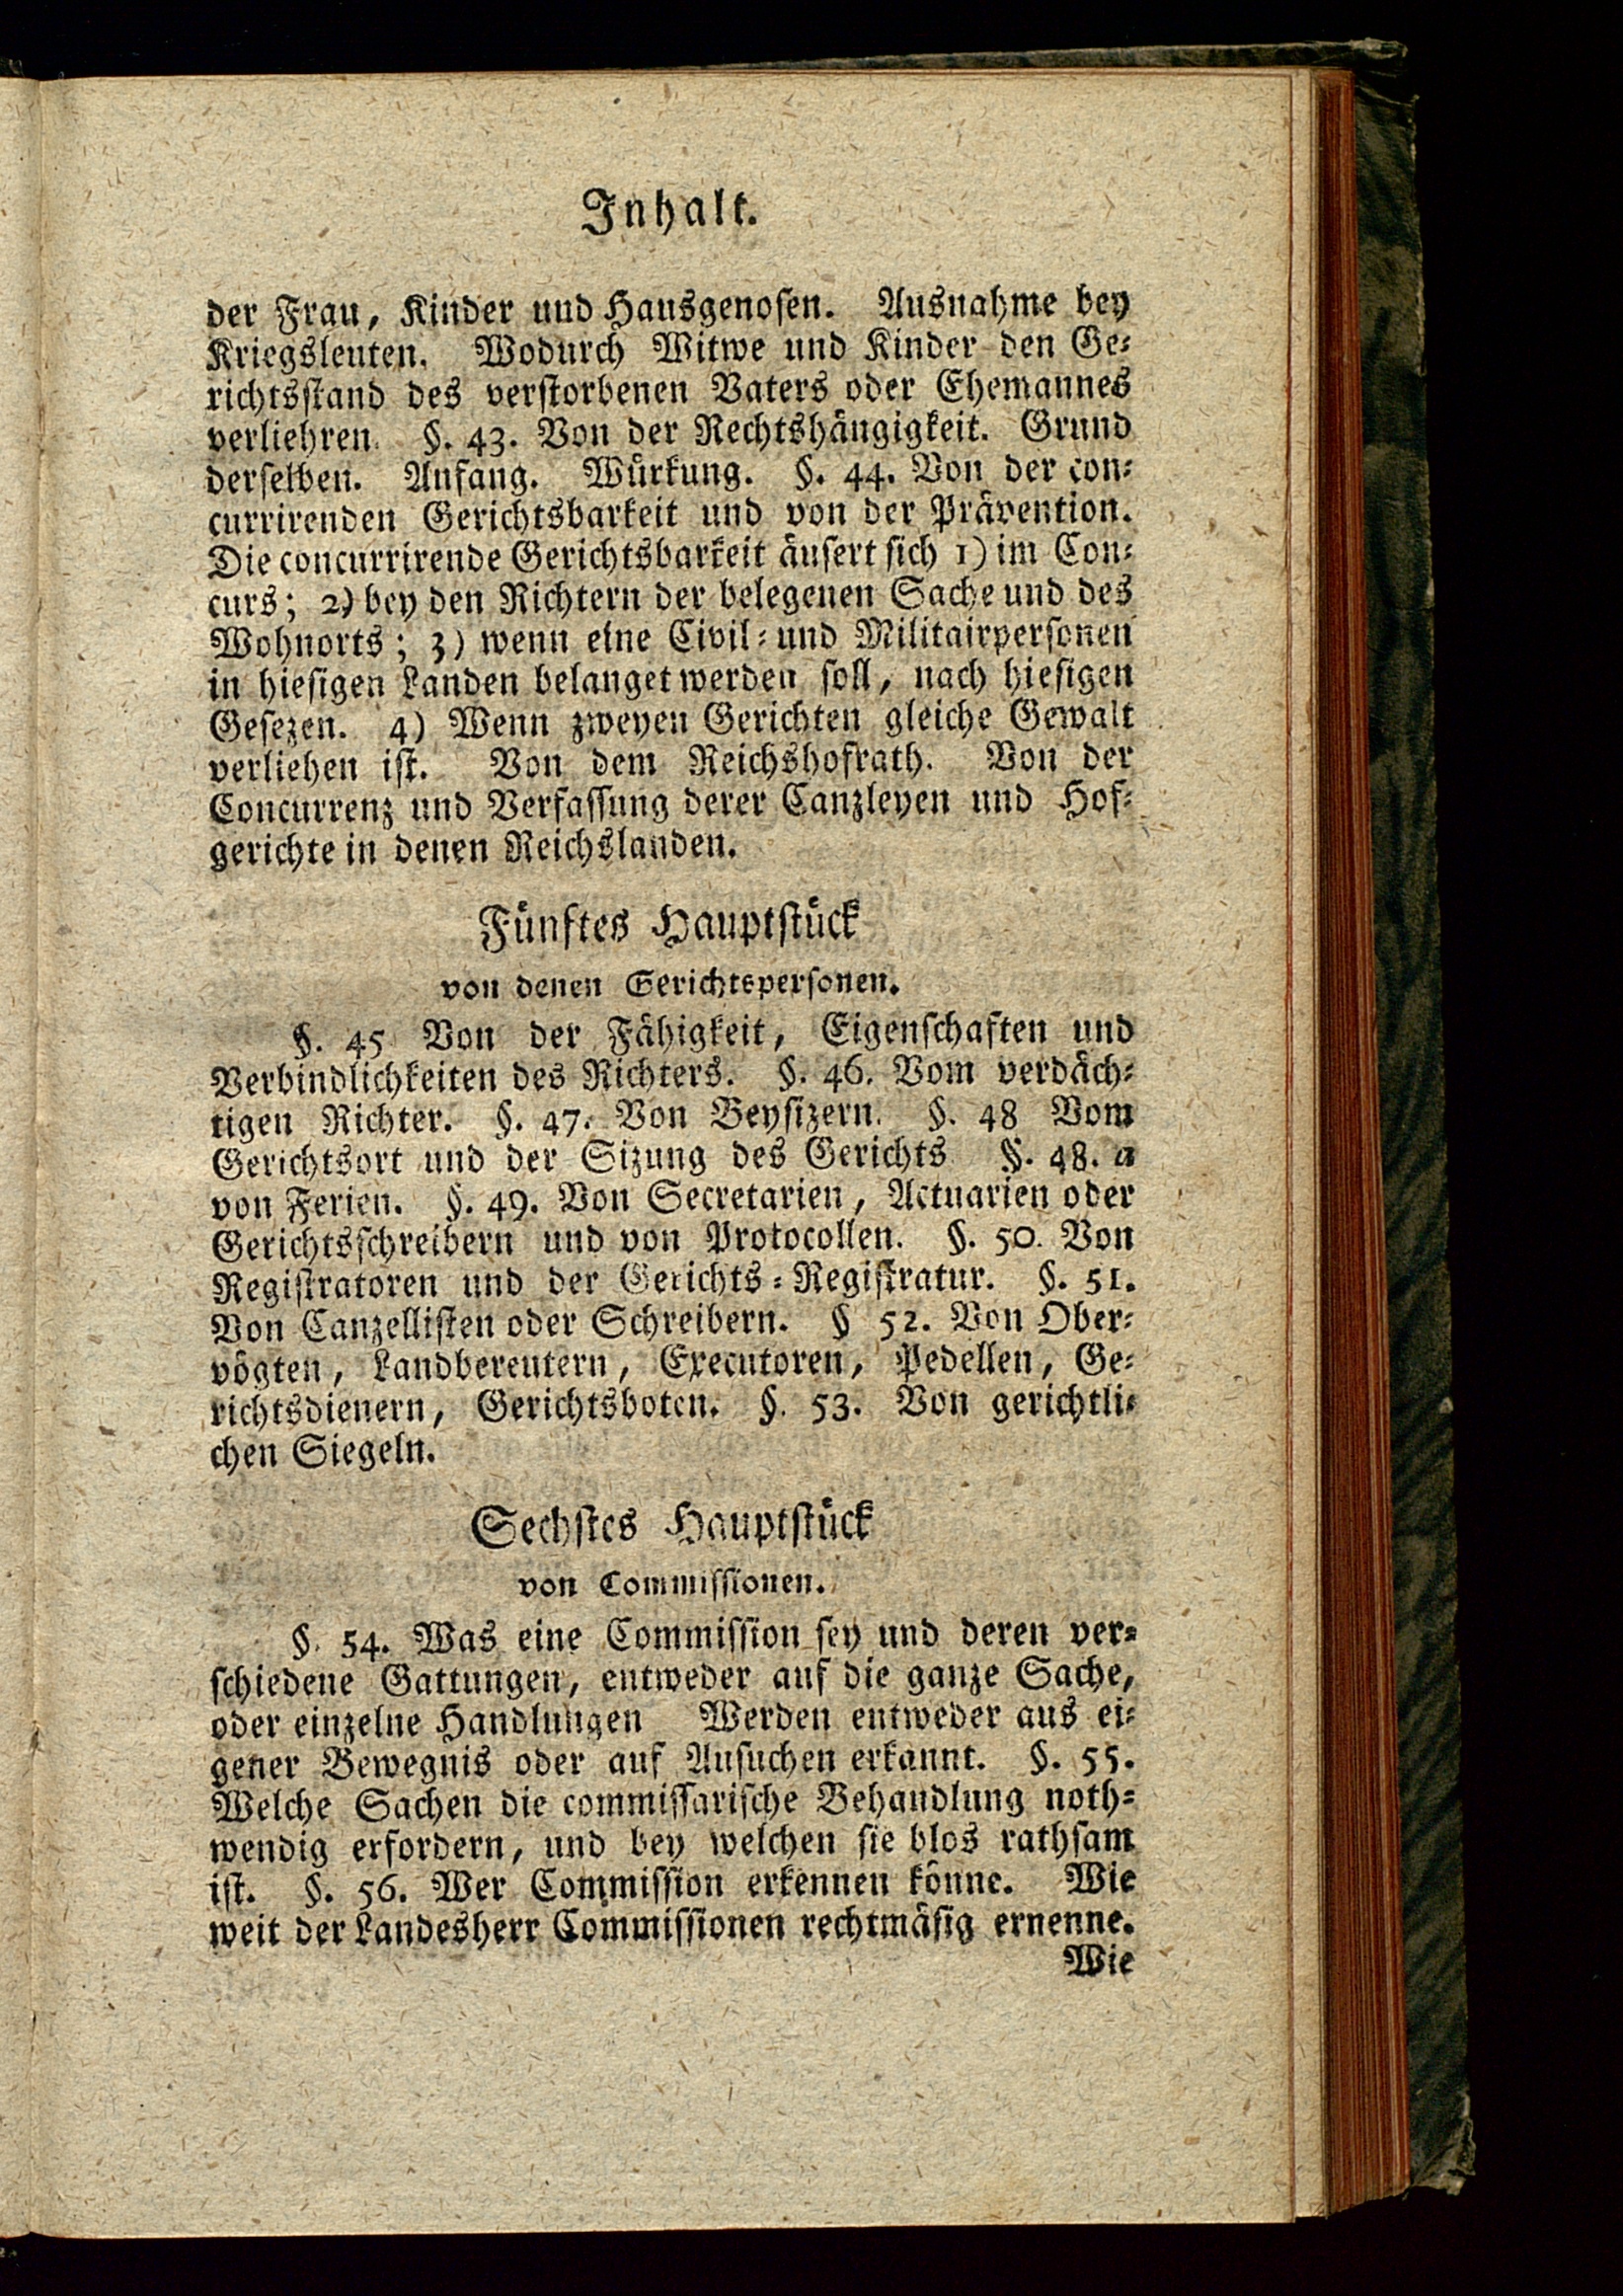 Inhalt.
der Frau, Kinder und Hausgenosen. Ausnahme bey
Kriegsleuten. Wodurch Witwe und Kinder den Ge-
richtsstand des verstorbenen Vaters oder Ehemannes
verliehren. §. 43. Von der Rechtshängigkeit. Grund
derselben. Anfang. Würkung. §. 44. Von der con-
currirenden Gerichtsbarkeit und von der Prävention.
Die concurrirende Gerichtsbarkeit äusert sich 1) im Con-
curs; 2) bey den Richtern der belegenen Sache und des
Wohnorts; 3) wenn eine Civil- und Militairpersonen
in hiesigen Landen belanget werden soll, nach hiesigen
Gesezen. 4) Wenn zweyen Gerichten gleiche Gewalt
verliehen ist. Von dem Reichshofrath. Von der
Concurrenz und Verfassung derer Canzleyen und Hof-
gerichte in denen Reichslanden.
Fünftes Hauptstück
von denen Gerichtspersonen.
§. 45 Von der Fähigkeit, Eigenschaften und
Verbindlichkeiten des Richters. §. 46. Vom verdäch-
tigen Richter. §. 47. Von Beysizern. §. 48 Vom
Gerichtsort und der Sizung des Gerichts §. 48. a
von Ferien. §. 49. Von Secretarien, Actuarien oder
Gerichtsschreibern und von Protocollen. §. 50. Von
Registratoren und der Gerichts-Registratur. §. 51.
Von Canzellisten oder Schreibern. § 52. Von Ober-
vögten, Landbereutern, Executoren, Pedellen, Ge-
richtsdienern, Gerichtsboten. §. 53. Von gerichtli-
chen Siegeln.
Sechstes Hauptstück
von Commissionen.
§. 54. Was eine Commission sey und deren ver-
schiedene Gattungen, entweder auf die ganze Sache,
oder einzelne Handlungen Werden entweder aus ei-
gener Bewegnis oder auf Ansuchen erkannt. §. 55.
Welche Sachen die commissarische Behandlung noth-
wendig erfordern, und bey welchen sie blos rathsam
ist. §. 56. Wer Commission erkennen könne. Wie
weit der Landesherr Commissionen rechtmäsig ernenne.
Wie